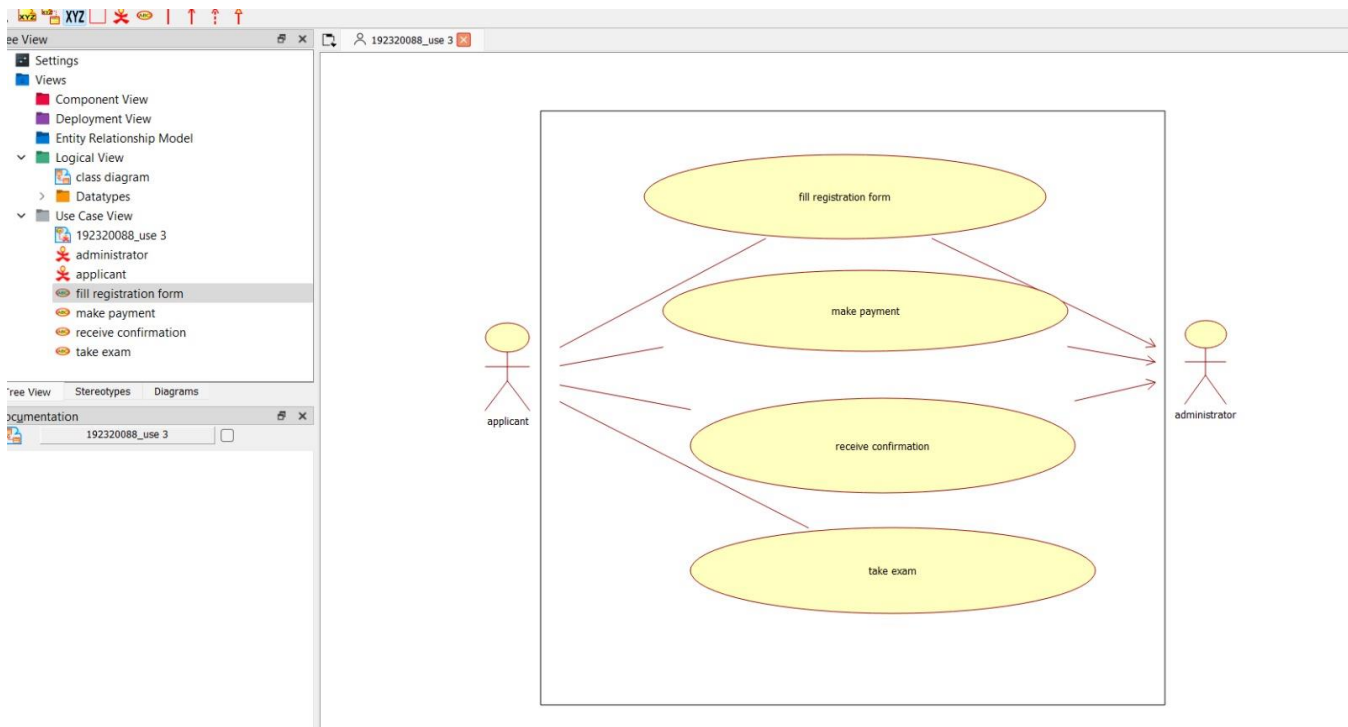 XYZ
ee View
192320088_use 3
Settings
Views
Component View
Deployment View
Entity Relationship Model
Logical View
class diagram
Datatypes
Use Case View
192320088_use 3
administrator
applicant
fill registration form
make payment
receive confirmation
take exam
Tree View Stereotypes Diagrams
ocumentation
192320088_use 3
fill registration form
make payment
applicant
administrator
receive confirmation
take exam